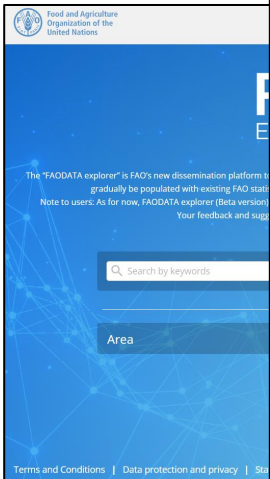 Food and Agriculture
Organization of the
United Nations
F
E
The "FAODATA explorer" is FAO's new dissemination platform
gradually be populated with existing FAO
Note to users: As for now, FAODATA explorer (Beta version)
Your feedback and
Search by keywords
Area
Terms and Conditions | Data protection and privacy |